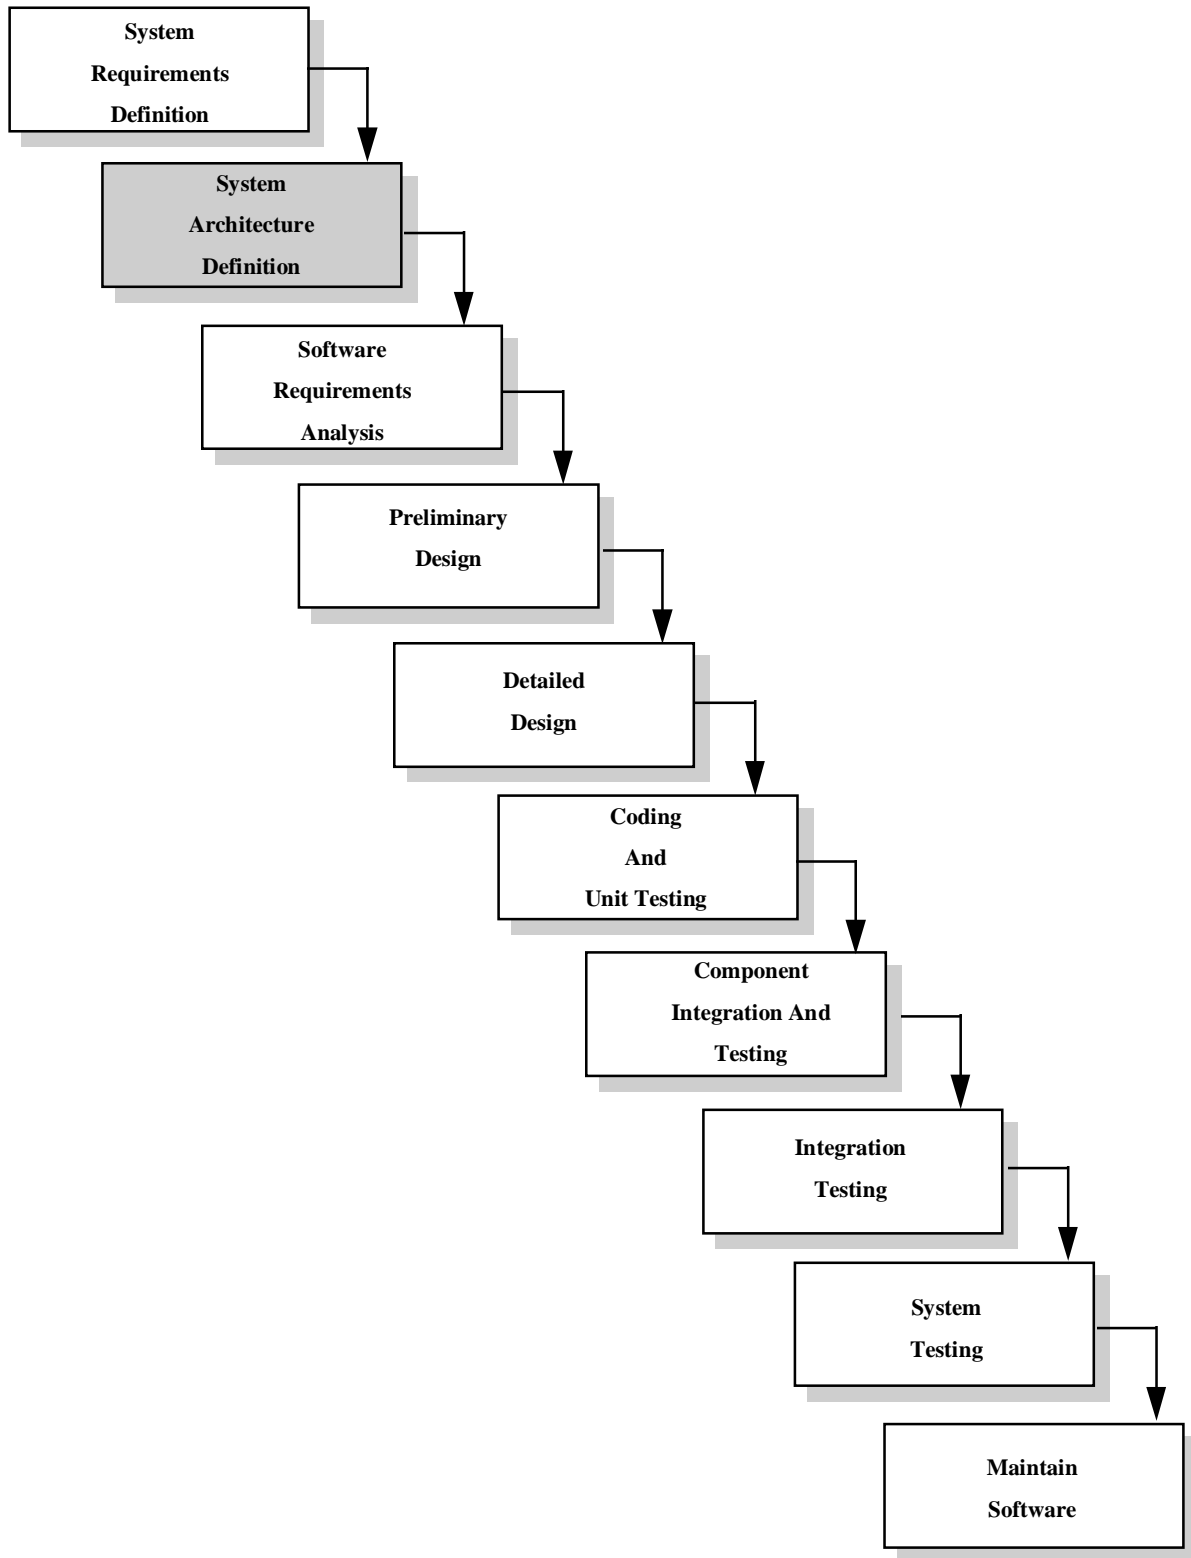 System
Requirements
Definition
System
Architecture
Definition
Software
Requirements
Analysis
Preliminary
Design
Detailed
Design
Coding
And
Unit Testing
Component
Integration And
Testing
Integration
Testing
System
Testing
Maintain
Software